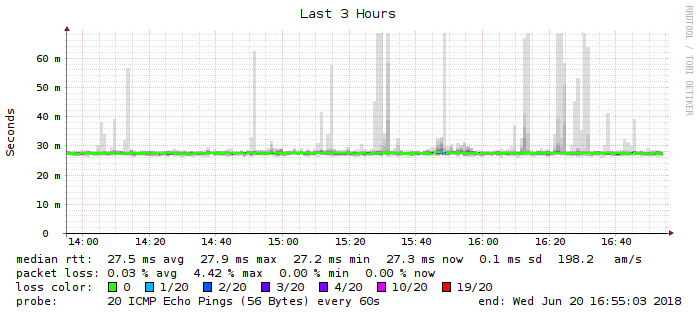 Last 3 Hours
RRDTOOL / TOBI OETIKER
Seconds
60 m
50 m
40 m
30 m
20 m
10 m
0
14:00 14:20 14:40 15:00 15:20 15:40 16:00 16:20 16:40
median rtt: 27.5 ms avg 27.9 ms max 27.2 ms min 27.3 ms now 0.1 ms sd 198.2 am/s
packet loss: 0.03 % avg 4.42 % max 0.00 % min 0.00 % now
loss color: 0 1/20 2/20 3/20 4/20 10/20 19/20
probe: 20 ICMP Echo Pings (56 Bytes) every 60s end: Wed Jun 20 16:55:03 2018